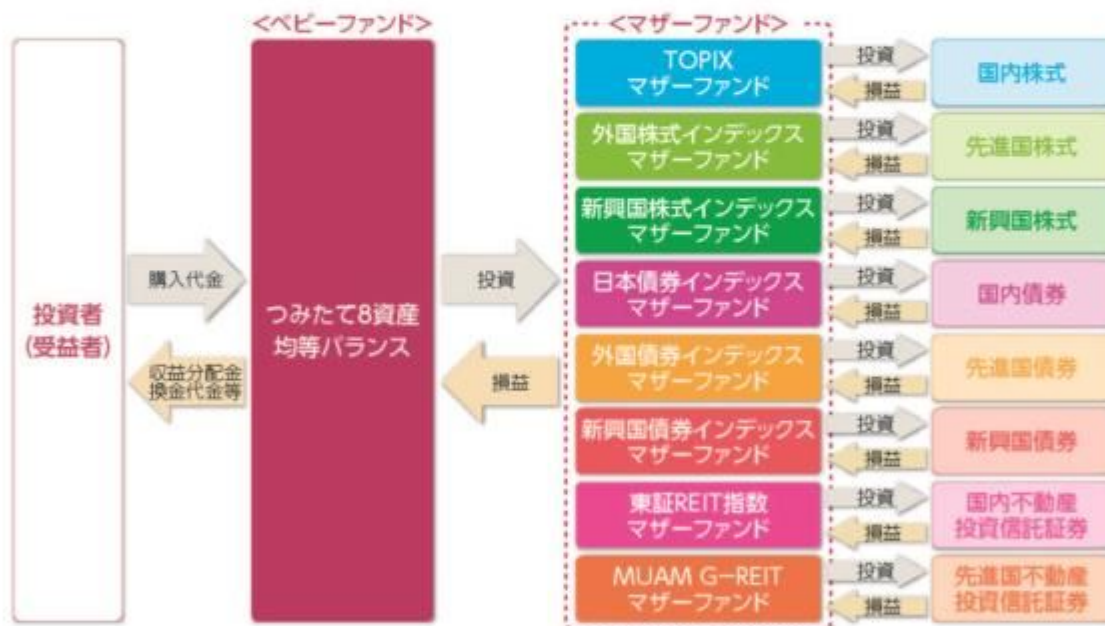 <ベビーファンド>
<マザーファンド>
投資者
(受益者)
購入代金
収益分配金
換金代金等
つみたて8資産
均等バランス
投資
損益
TOPIX
マザーファンド
投資
損益
国内株式
外国株式インデックス
マザーファンド
投資
損益
先進国株式
新興国株式インデックス
マザーファンド
投資
損益
新興国株式
日本債券インデックス
マザーファンド
投資
損益
国内債券
外国債券インデックス
マザーファンド
投資
損益
先進国債券
新興国債券インデックス
マザーファンド
投資
損益
新興国債券
東証REIT指数
マザーファンド
投資
損益
国内不動産
投資信託証券
MUAM G-REIT
マザーファンド
投資
損益
先進国不動産
投資信託証券